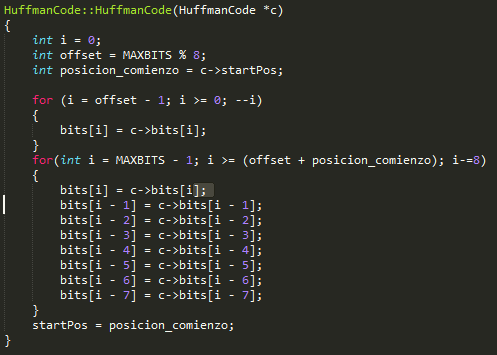 HuffmanCode::HuffmanCode(HuffmanCode *c)
{
    int i = 0;
    int offset = MAXBITS % 8;
    int posicion_comienzo = c->startPos;

    for (i = offset - 1; i >= 0; --i)
    {
        bits[i] = c->bits[i];
    }
    for(int i = MAXBITS - 1; i >= (offset + posicion_comienzo); i-=8)
    {
        bits[i] = c->bits[i];
        bits[i - 1] = c->bits[i - 1];
        bits[i - 2] = c->bits[i - 2];
        bits[i - 3] = c->bits[i - 3];
        bits[i - 4] = c->bits[i - 4];
        bits[i - 5] = c->bits[i - 5];
        bits[i - 6] = c->bits[i - 6];
        bits[i - 7] = c->bits[i - 7];
    }
    startPos = posicion_comienzo;
}